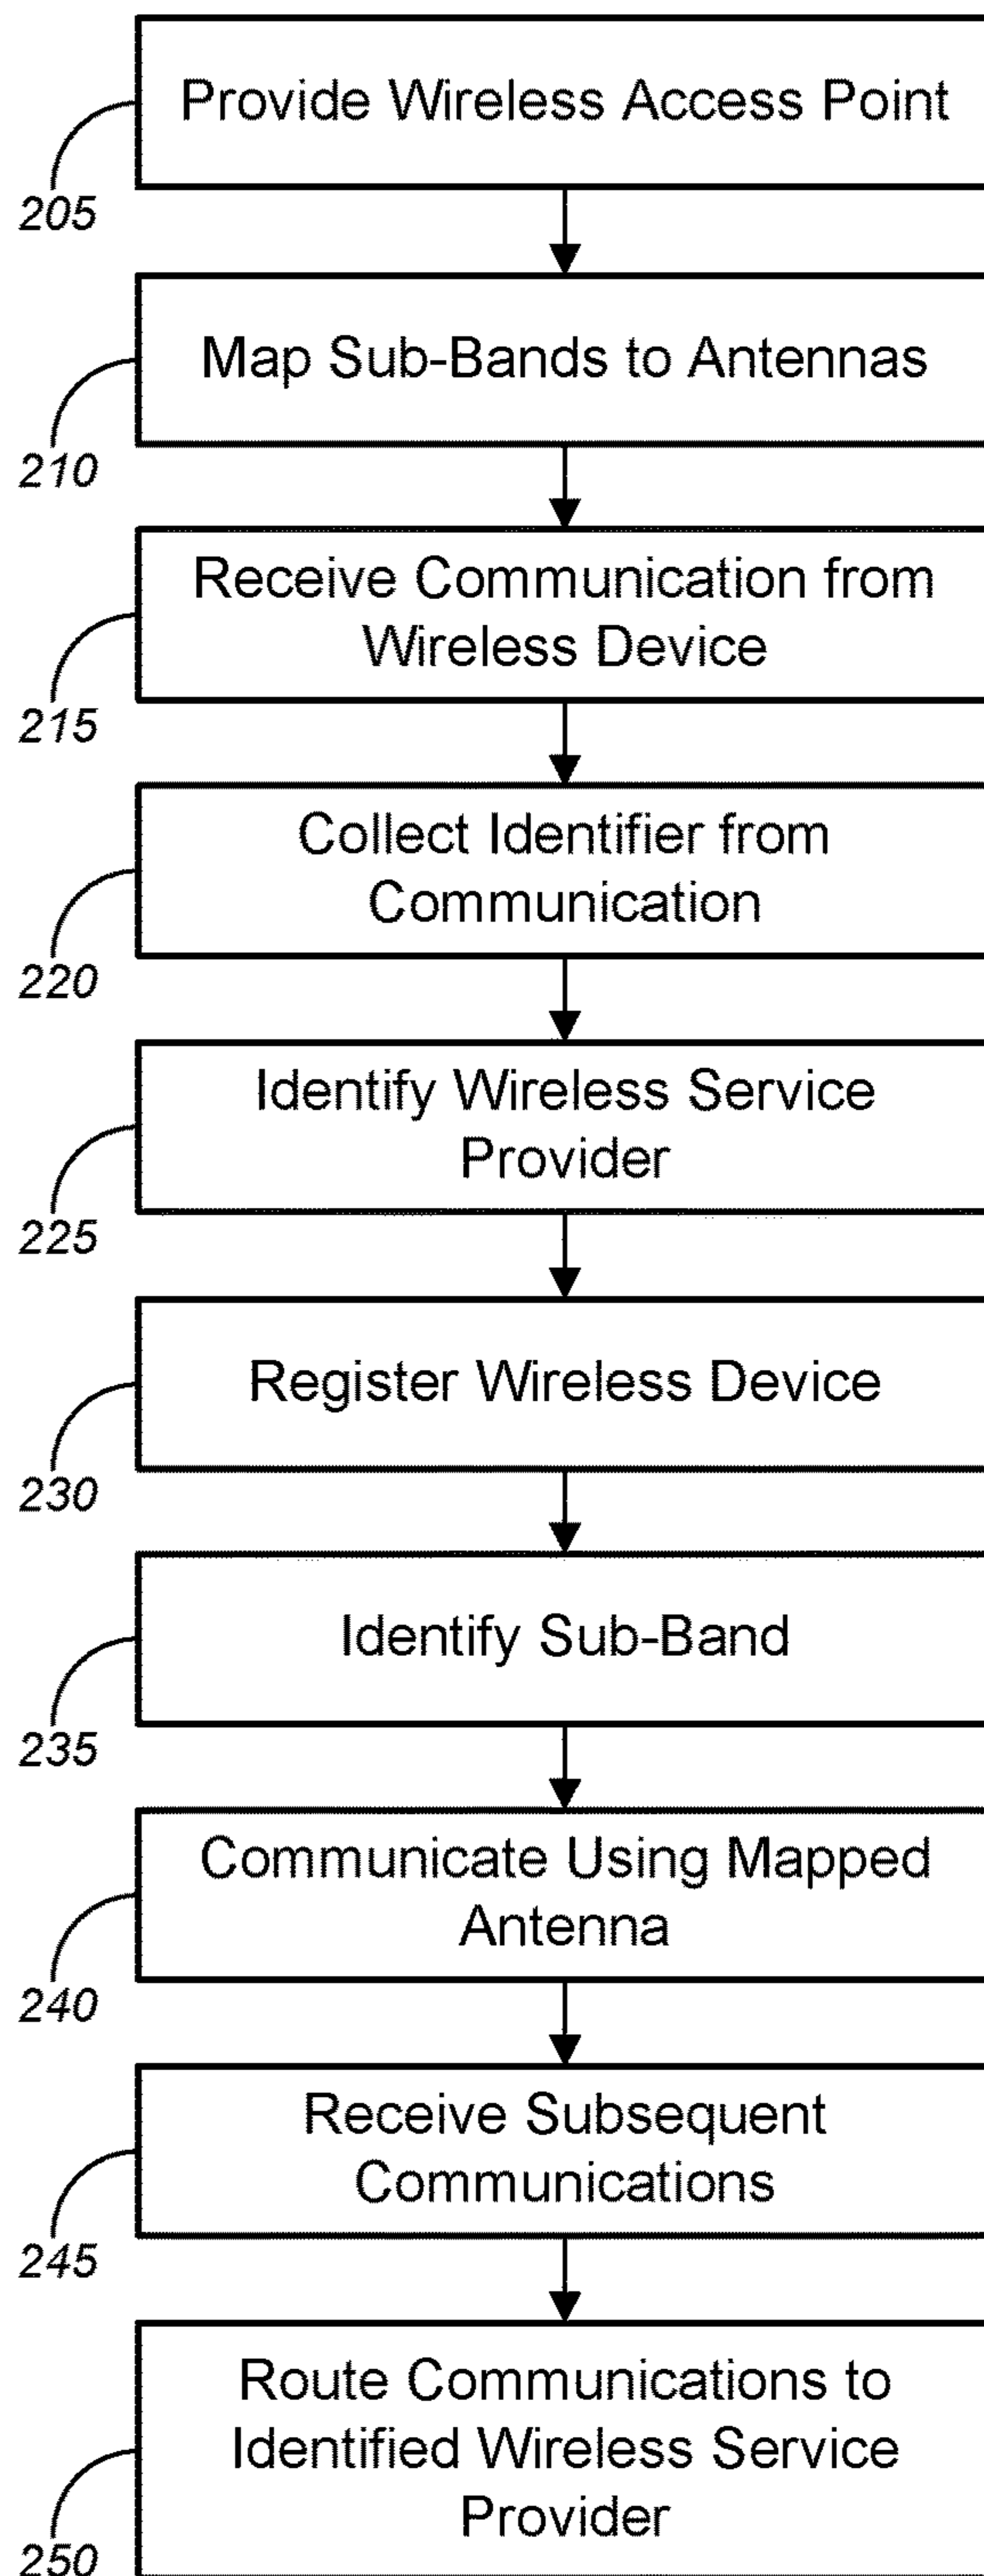 Provide Wireless Access Point
205
Map Sub-Bands to Antennas
210
Receive Communication from
Wireless Device
215
Collect Identifier from
Communication
220
Identify Wireless Service
Provider
225
Register Wireless Device
230
Identify Sub-Band
235
Communicate Using Mapped
Antenna
240
Receive Subsequent
Communications
245
Route Communications to
Identified Wireless Service
Provider
250